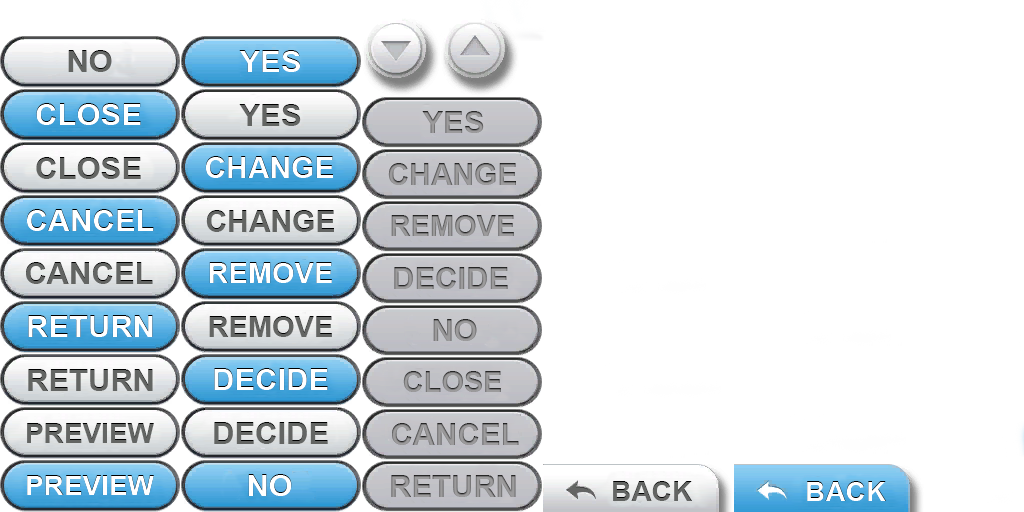 NO
YES
CLOSE
YES
YES
CLOSE
CHANGE
CHANGE
CANCEL
CHANGE
REMOVE
CANCEL
REMOVE
DECIDE
RETURN
REMOVE
NO
RETURN
DECIDE
CLOSE
PREVIEW
DECIDE
CANCEL
PREVIEW
NO
RETURN
BACK
BACK